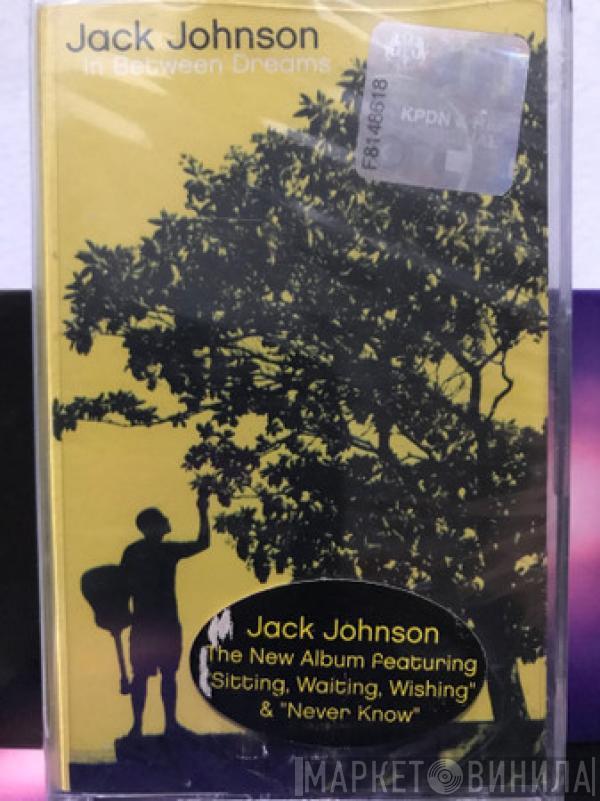 Jack Johnson
In Between Dreams
F8148618
KPDN &
Jack Johnson
The New Album Featuring
"Sitting, Waiting, Wishing"
& "Never Know"
МАРКЕТ ВИНИЛА